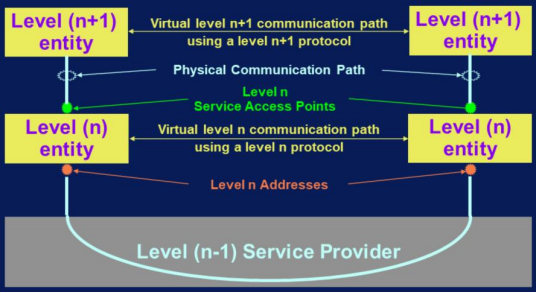 Level (n+1)
entity
Virtual level n+1 communication path
using a level n+1 protocol
Level (n+1)
entity
Physical Communication Path
Level n
Service Access Points
Level (n)
entity
Virtual level n communication path
using a level n protocol
Level (n)
entity
Level n Addresses
Level (n-1) Service Provider